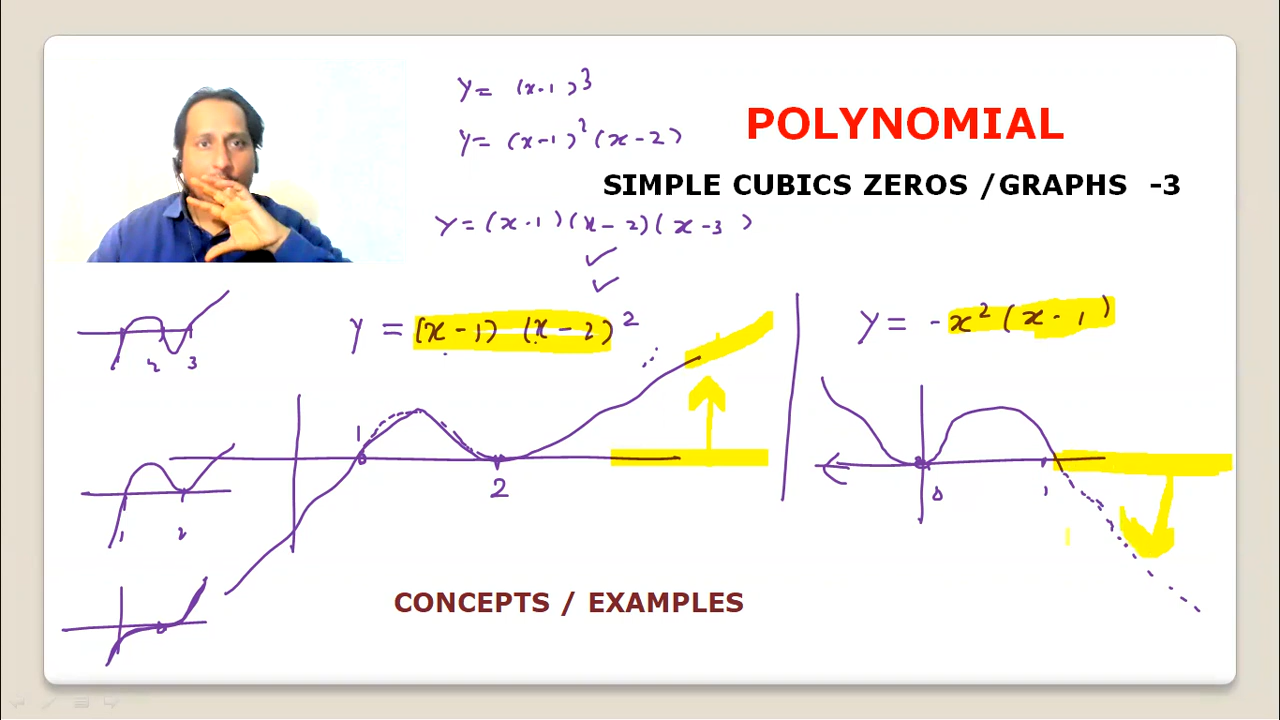 y = (x-1)³
y = (x-1)² (x-2)
POLYNOMIAL
SIMPLE CUBICS ZEROS /GRAPHS -3
y = (x-1)(x-2)(x-3)
y = (x-1) (x-2)²
y = -x²(x-1)
2 3
1
2
0 1
1 2
CONCEPTS / EXAMPLES